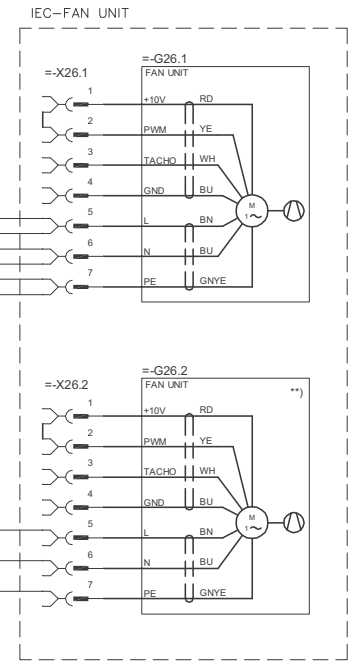 IEC-FAN UNIT
=-X26.1
=-G26.1
FAN UNIT
1 +10V RD
2 PWM YE
3 TACHO WH
4 GND BU
5 L BN
6 N BU
7 PE GNYE
M
1~
=-X26.2
=-G26.2
FAN UNIT
**)
1 +10V RD
2 PWM YE
3 TACHO WH
4 GND BU
5 L BN
6 N BU
7 PE GNYE
M
1~